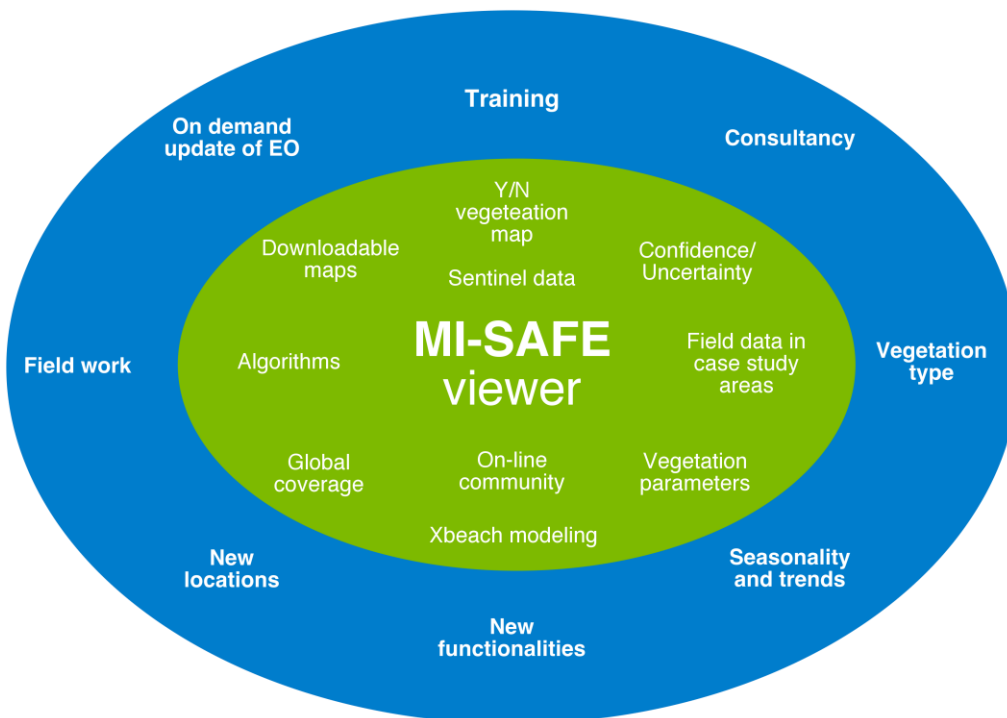 Training
On demand
update of EO
Consultancy
Y/N
vegeteation
map
Downloadable
maps
Confidence/
Uncertainty
Sentinel data
MI-SAFE
viewer
Field work
Algorithms
Field data in
case study
areas
Vegetation
type
Global
coverage
On-line
community
Vegetation
parameters
Xbeach modeling
New
locations
Seasonality
and trends
New
functionalities